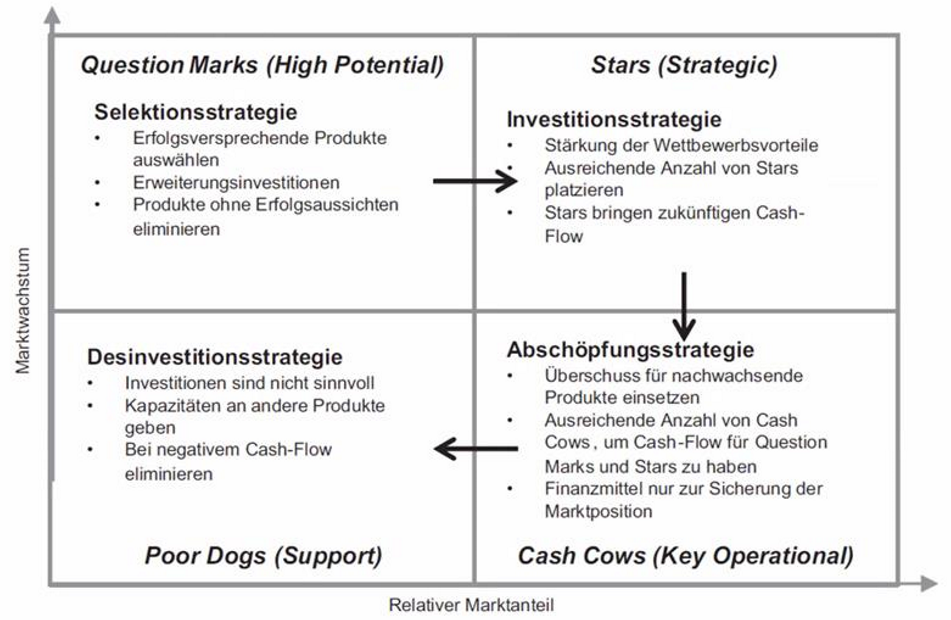 Question Marks (High Potential)
Selektionsstrategie
• Erfolgsversprechende Produkte
auswählen
• Erweiterungsinvestitionen
• Produkte ohne Erfolgsaussichten
eliminieren
Stars (Strategic)
Investitionsstrategie
• Stärkung der Wettbewerbsvorteile
• Ausreichende Anzahl von Stars
platzieren
• Stars bringen zukünftigen Cash-
Flow
Marktwachstum
Desinvestitionsstrategie
• Investitionen sind nicht sinnvoll
• Kapazitäten an andere Produkte
geben
• Bei negativem Cash-Flow
eliminieren
Poor Dogs (Support)
Abschöpfungsstrategie
• Überschuss für nachwachsende
Produkte einsetzen
• Ausreichende Anzahl von Cash
Cows, um Cash-Flow für Question
Marks und Stars zu haben
• Finanzmittel nur zur Sicherung der
Marktposition
Cash Cows (Key Operational)
Relativer Marktanteil